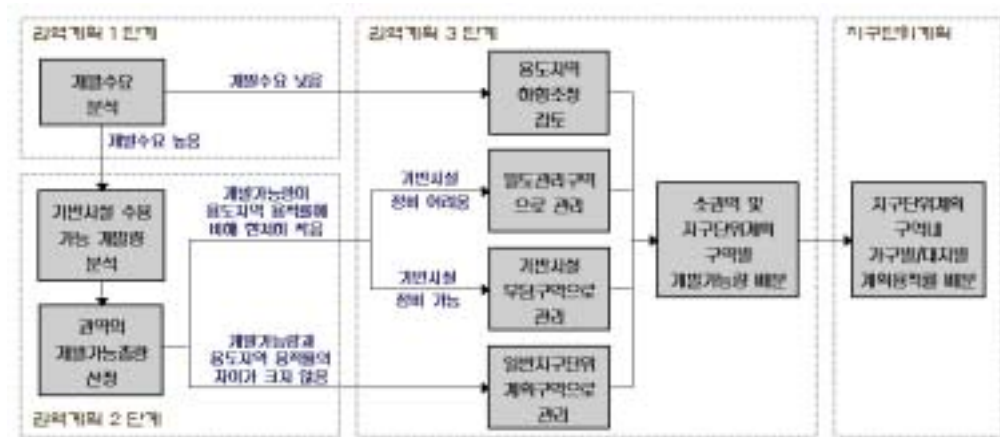 권역계획 1 단계
개발수요
분석
개발수요 낮음
개발수요 높음
기반시설 수용
가능 개발량
분석
권역의
개발가능총량
산정
권역계획 2 단계
개발가능량이
용도지역 용적률에
비해 현저히 적음
개발가능량과
용도지역 용적률의
차이가 크지 않음
권역계획 3 단계
용도지역
하향조정
검토
기반시설
정비 어려움
밀도관리구역
으로 관리
기반시설
정비 가능
기반시설
부담구역으로
관리
일반지구단위
계획구역으로
관리
소권역 및
지구단위계획
구역별
개발가능량 배분
지구단위계획
지구단위계획
구역내
가구별/대지별
계획용적률 배분